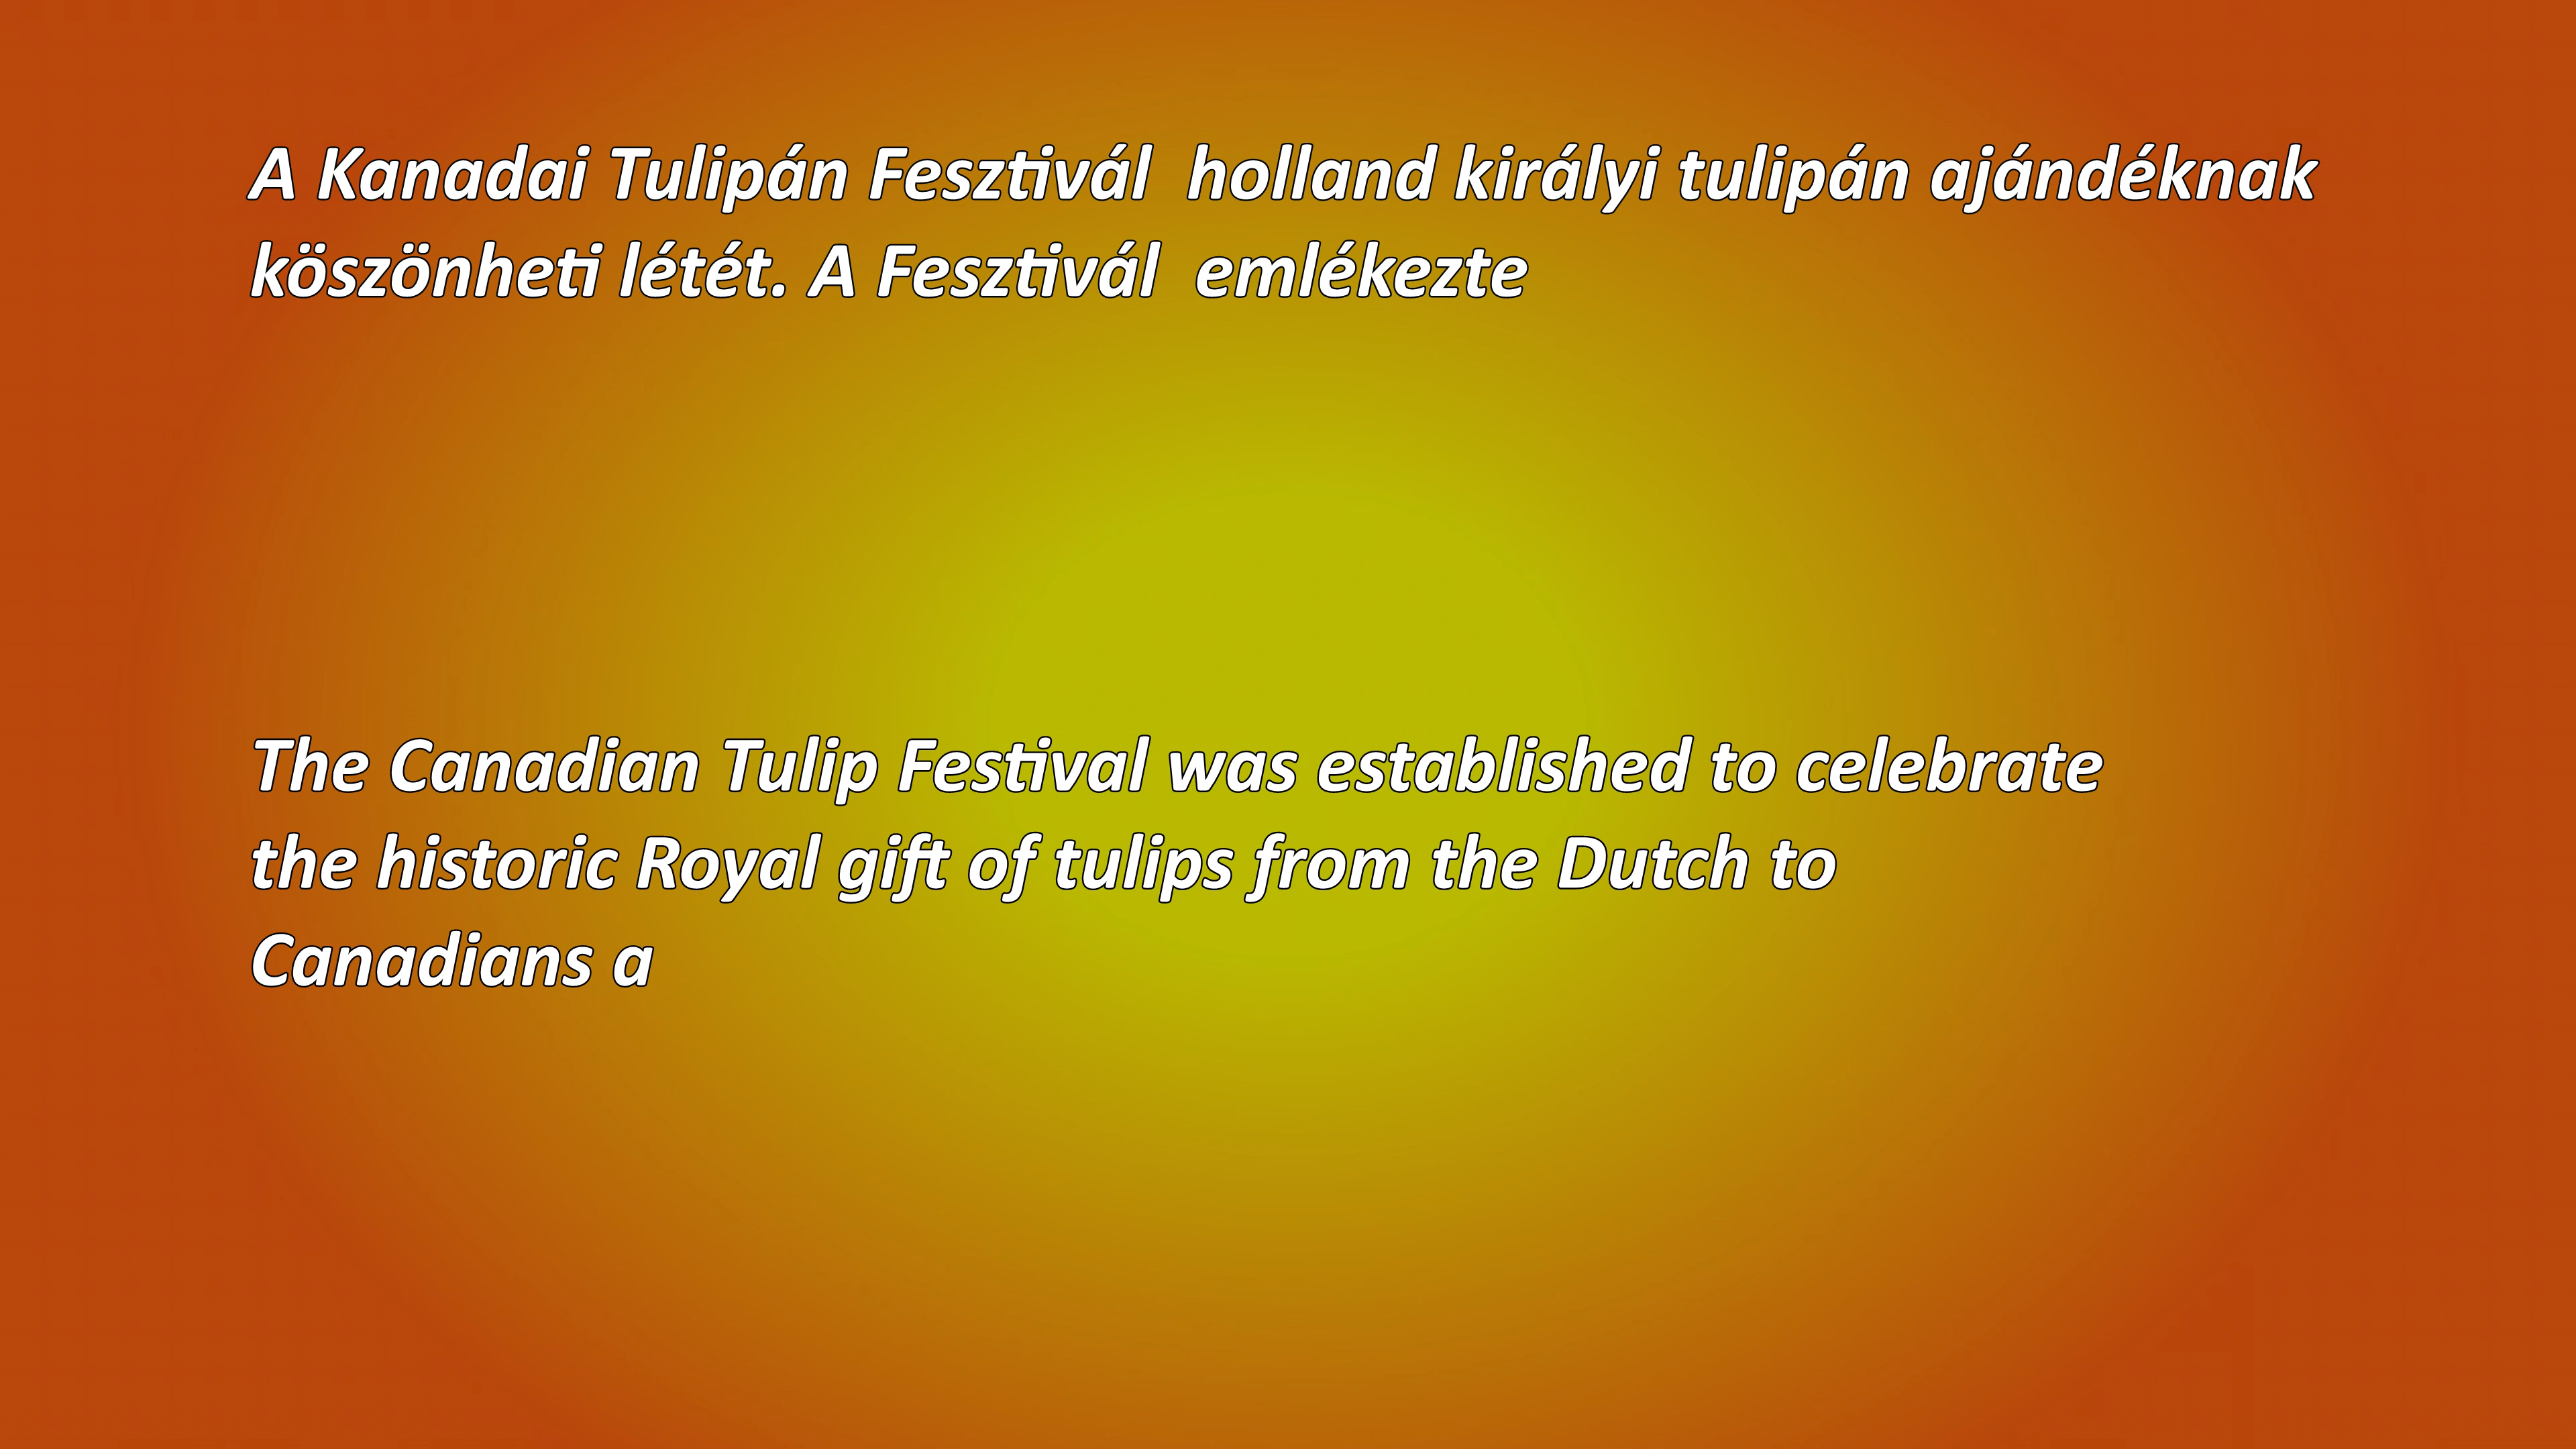 A Kanadai Tulipán Fesztivál  holland királyi tulipán ajándéknak
köszönheti létét. A Fesztivál  emlékezte
The Canadian Tulip Festival was established to celebrate
the historic Royal gift of tulips from the Dutch to
Canadians a